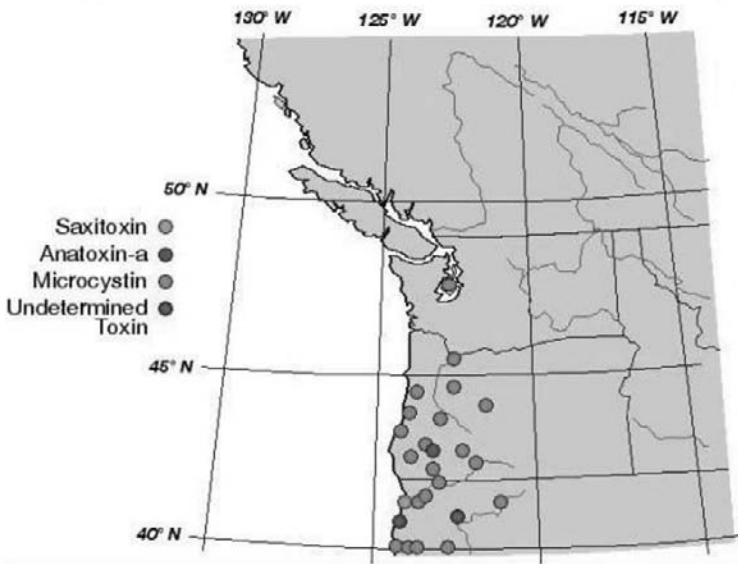 130° W 125° W 120° W 115° W
50° N
Saxitoxin
Anatoxin-a
Microcystin
Undetermined
Toxin
45° N
40° N